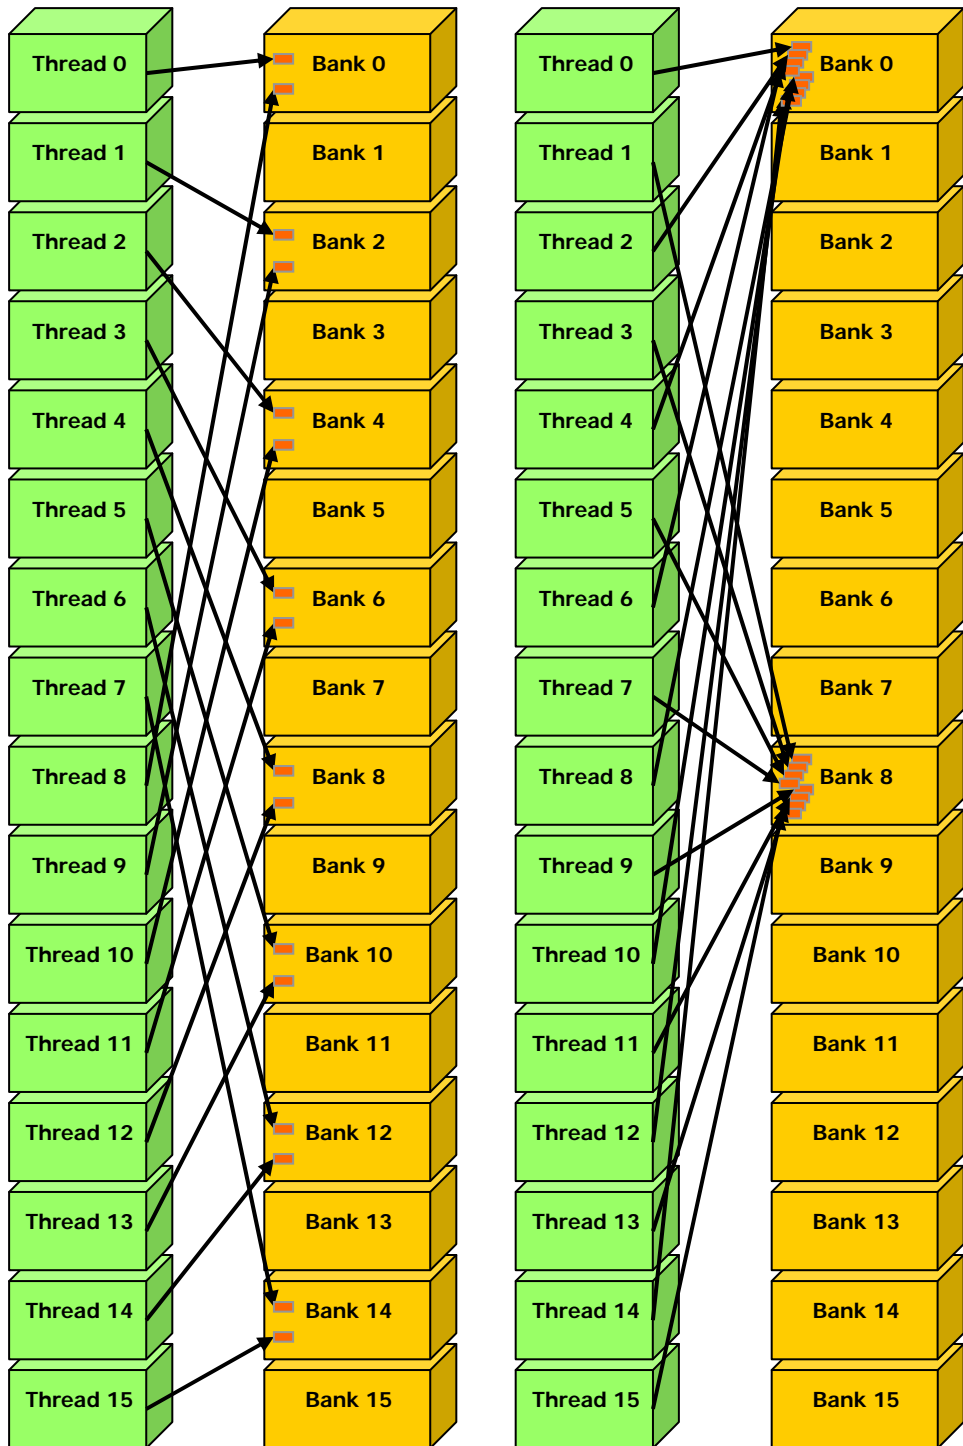 Thread 0
Bank 0
Thread 0
Bank 0
Thread 1
Bank 1
Thread 1
Bank 1
Thread 2
Bank 2
Thread 2
Bank 2
Thread 3
Bank 3
Thread 3
Bank 3
Thread 4
Bank 4
Thread 4
Bank 4
Thread 5
Bank 5
Thread 5
Bank 5
Thread 6
Bank 6
Thread 6
Bank 6
Thread 7
Bank 7
Thread 7
Bank 7
Thread 8
Bank 8
Thread 8
Bank 8
Thread 9
Bank 9
Thread 9
Bank 9
Thread 10
Bank 10
Thread 10
Bank 10
Thread 11
Bank 11
Thread 11
Bank 11
Thread 12
Bank 12
Thread 12
Bank 12
Thread 13
Bank 13
Thread 13
Bank 13
Thread 14
Bank 14
Thread 14
Bank 14
Thread 15
Bank 15
Thread 15
Bank 15